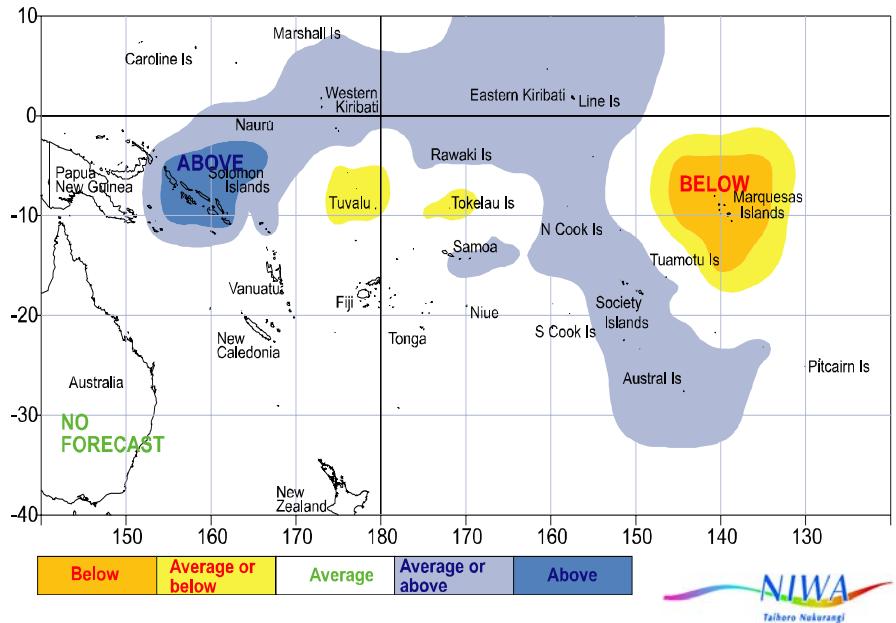 10
Marshall Is
Caroline Is
Western
Kiribati
Eastern Kiribati
Line Is
0
Nauru
ABOVE
Rawaki Is
Papua
New Guinea
Solomon
Islands
BELOW
Tuvalu
Tokelau Is
Marquesas
Islands
-10
N Cook Is
Samoa
Tuamotu Is
Vanuatu
Fiji
Society
Islands
-20
Niue
New
Caledonia
Tonga
S Cook Is
Australia
Austral Is
Pitcairn Is
-30
NO
FORECAST
New
Zealand
-40
150 160 170 180 170 160 150 140 130
Below
Average or
below
Average
Average or
above
Above
NIWA
Taihoro Nukurangi